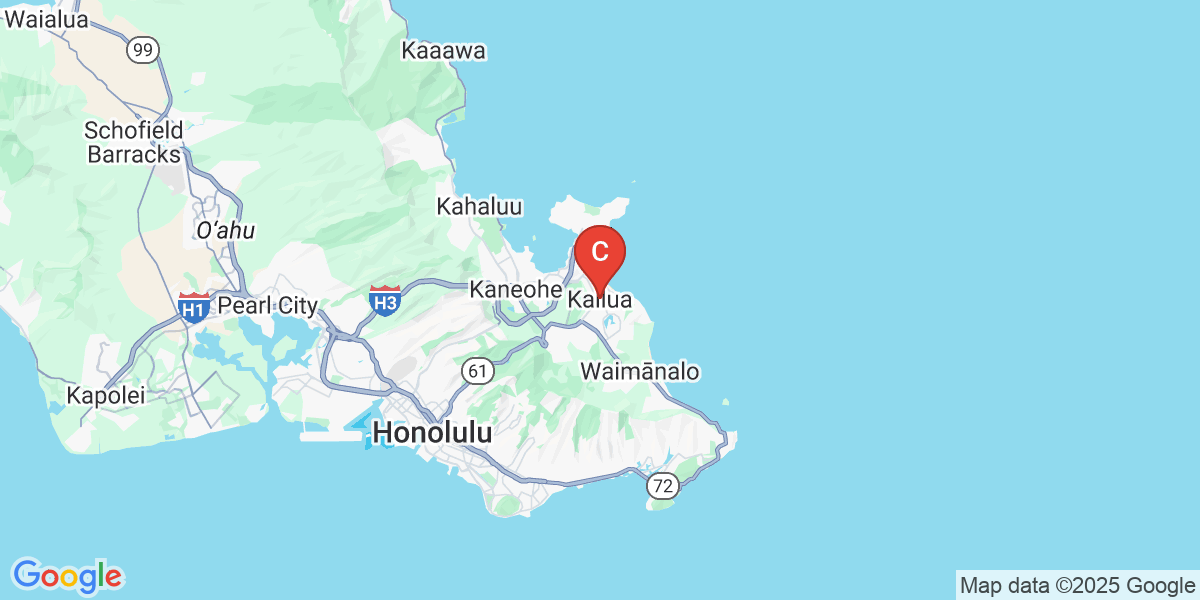 Waialua
99
Kaaawa
Schofield
Barracks
Kahaluu
Oʻahu
C
Kaneohe
Kailua
H1
Pearl City
H3
61
Waimānalo
Kapolei
Honolulu
72
Google
Map data ©2025 Google